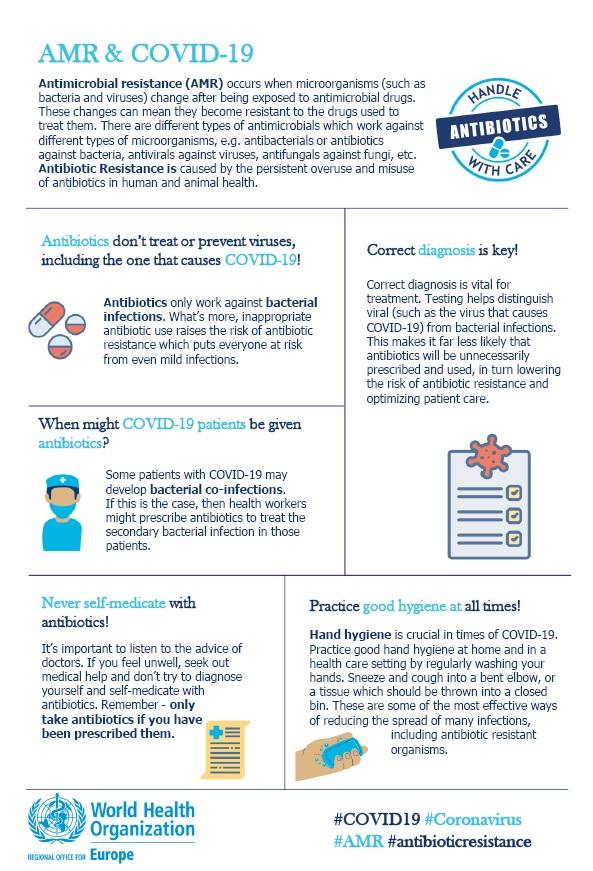 AMR & COVID-19
Antimicrobial resistance (AMR) occurs when microorganisms (such as
bacteria and viruses) change after being exposed to antimicrobial drugs.
These changes can mean they become resistant to the drugs used to
treat them. There are different types of antimicrobials which work against
different types of microorganisms, e.g. antibacterials or antibiotics
against bacteria, antivirals against viruses, antifungals against fungi, etc.
Antibiotic Resistance is caused by the persistent overuse and misuse
of antibiotics in human and animal health.
HANDLE
ANTIBIOTICS
WITH CARE
Antibiotics don't treat or prevent viruses,
including the one that causes COVID-19!
Antibiotics only work against bacterial
infections. What's more, inappropriate
antibiotic use raises the risk of antibiotic
resistance which puts everyone at risk
from even mild infections.
Correct diagnosis is key!
Correct diagnosis is vital for
treatment. Testing helps distinguish
viral (such as the virus that causes
COVID-19) from bacterial infections.
This makes it far less likely that
antibiotics will be unnecessarily
prescribed and used, in turn lowering
the risk of antibiotic resistance and
optimizing patient care.
When might COVID-19 patients be given
antibiotics?
Some patients with COVID-19 may
develop bacterial co-infections.
If this is the case, then health workers
might prescribe antibiotics to treat the
secondary bacterial infection in those
patients.
Never self-medicate with
antibiotics!
It's important to listen to the advice of
doctors. If you feel unwell, seek out
medical help and don't try to diagnose
yourself and self-medicate with
antibiotics. Remember - only
take antibiotics if you have
been prescribed them.
Practice good hygiene at all times!
Hand hygiene is crucial in times of COVID-19.
Practice good hand hygiene at home and in a
health care setting by regularly washing your
hands. Sneeze and cough into a bent elbow, or
a tissue which should be thrown into a closed
bin. These are some of the most effective ways
of reducing the spread of many infections,
including antibiotic resistant
organisms.
World Health
Organization
REGIONAL OFFICE FOR Europe
#COVID19 #Coronavirus
#AMR #antibioticresistance